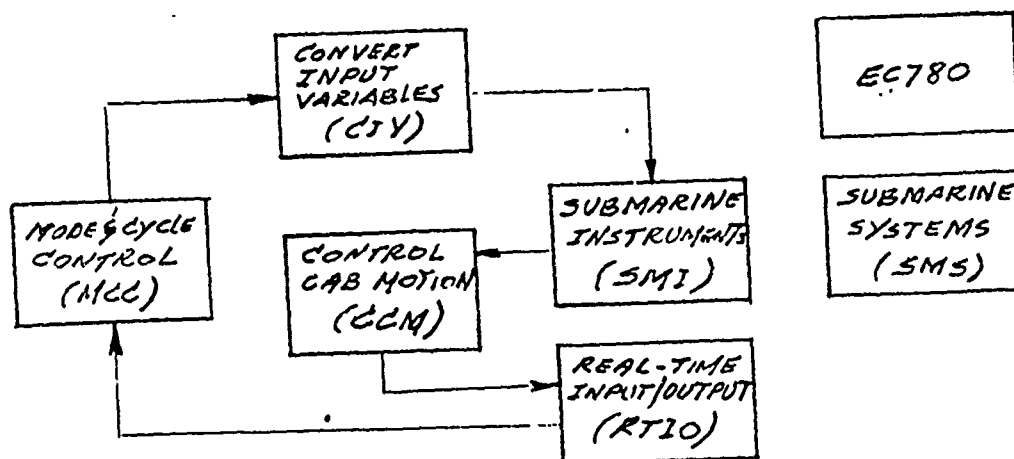 CONVERT
INPUT
VARIABLES
(CIV)
EC780
MODE & CYCLE
CONTROL
(MCC)
CONTROL
CAB MOTION
(CCM)
SUBMARINE
INSTRUMENTS
(SMI)
SUBMARINE
SYSTEMS
(SMS)
REAL-TIME
INPUT/OUTPUT
(RTIO)